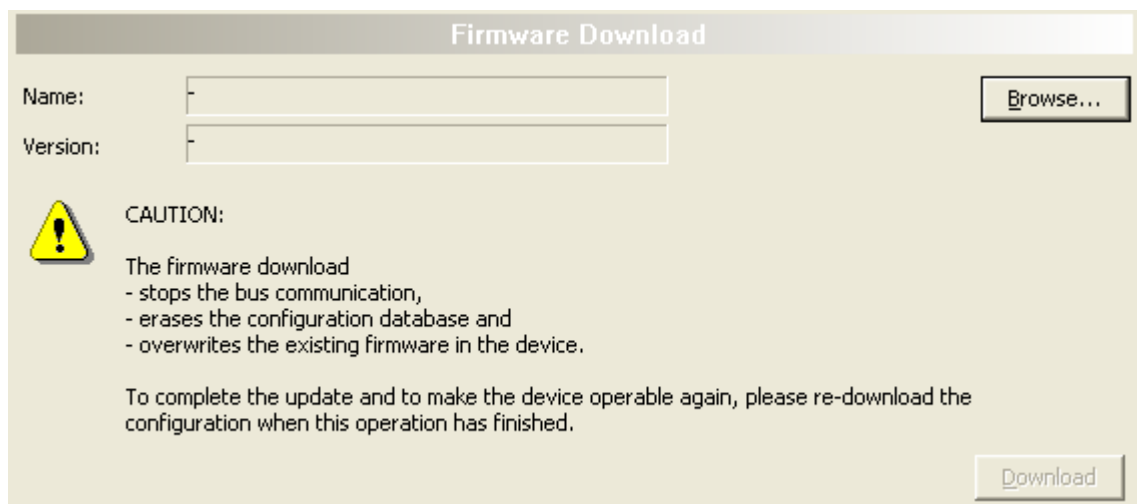 Firmware Download
Name: -
Browse...
Version: -
CAUTION:
The firmware download
- stops the bus communication,
- erases the configuration database and
- overwrites the existing firmware in the device.
To complete the update and to make the device operable again, please re-download the
configuration when this operation has finished.
Download